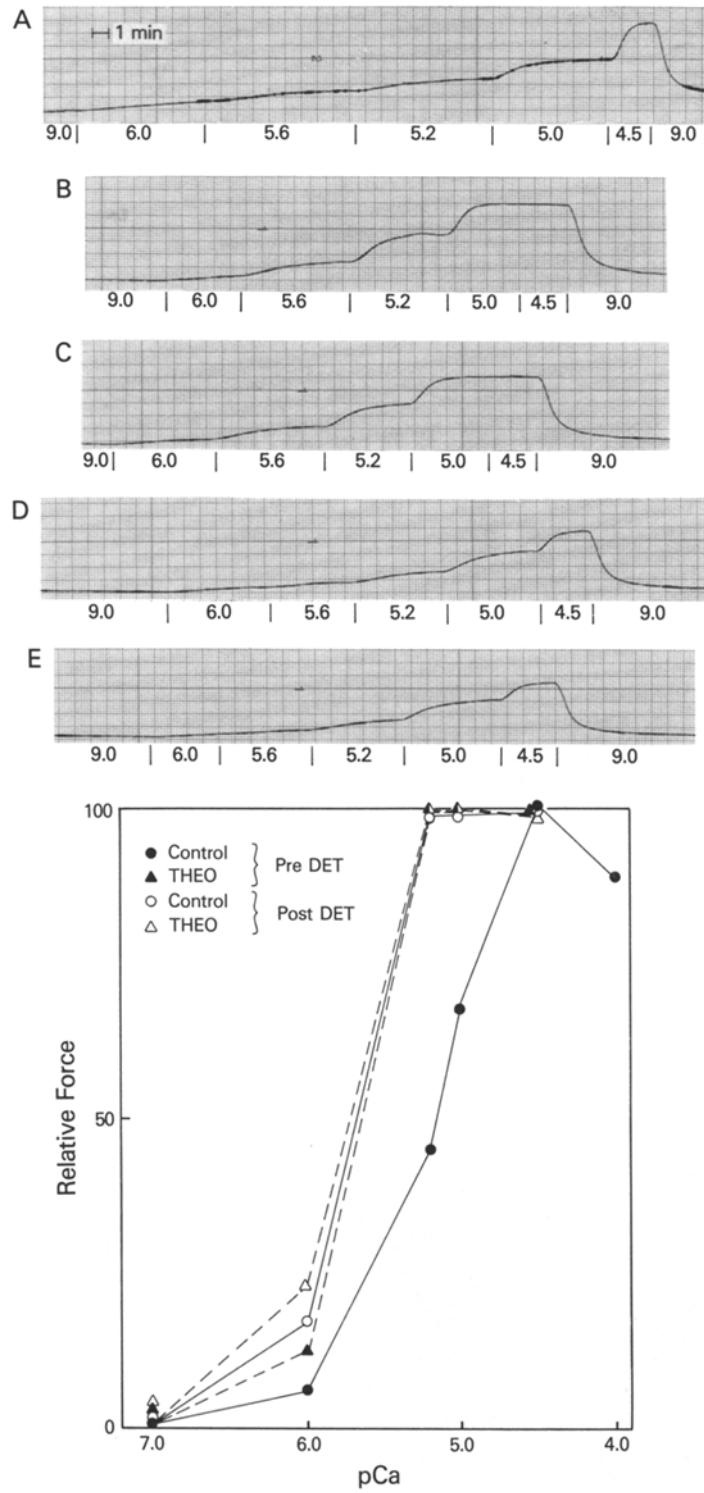 A
1 min
9.0 | 6.0 | 5.6 | 5.2 | 5.0 | 4.5 | 9.0
B
9.0 | 6.0 | 5.6 | 5.2 | 5.0 | 4.5 | 9.0
C
9.0 | 6.0 | 5.6 | 5.2 | 5.0 | 4.5 | 9.0
D
9.0 | 6.0 | 5.6 | 5.2 | 5.0 | 4.5 | 9.0
E
9.0 | 6.0 | 5.6 | 5.2 | 5.0 | 4.5 | 9.0
100
50
0
Relative Force
● Control
▲ THEO
Pre DET
○ Control
△ THEO
Post DET
7.0 6.0 5.0 4.0
pCa